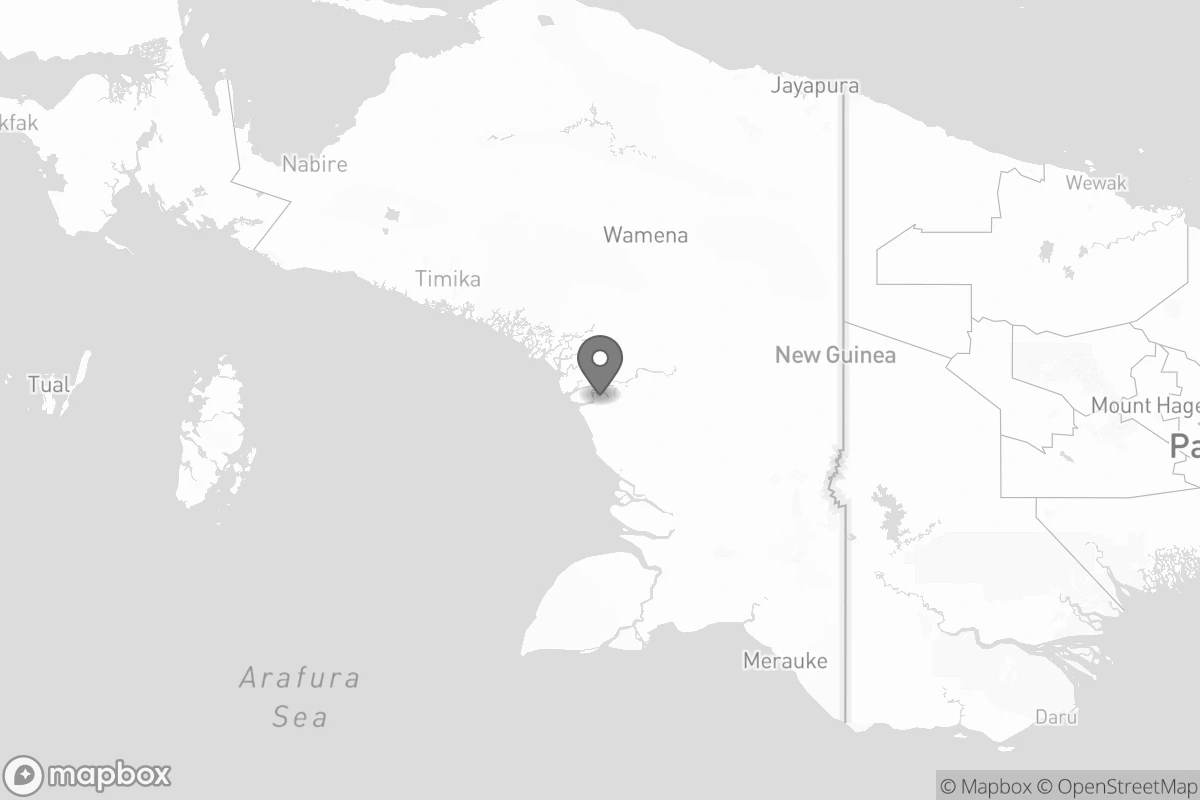 Jayapura
kfak
Nabire
Wewak
Wamena
Timika
New Guinea
Tual
Mount Hage
Pa
Arafura
Sea
Merauke
Daru
mapbox
© Mapbox © OpenStreetMap